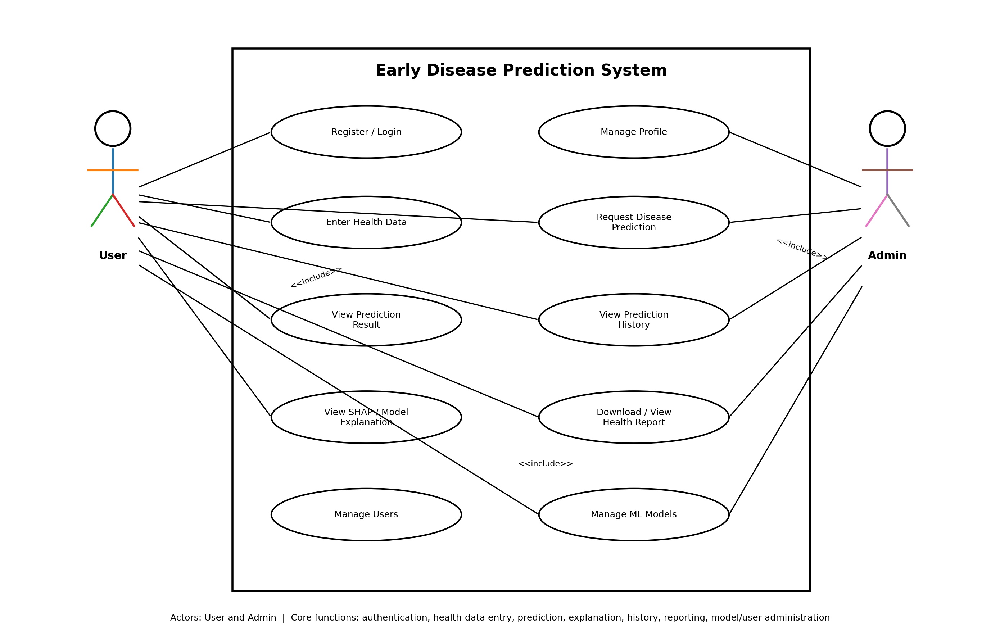 Early Disease Prediction System
Register / Login
Manage Profile
Enter Health Data
Request Disease
Prediction
<<include>>
User
Admin
<<include>>
View Prediction
Result
View Prediction
History
View SHAP / Model
Explanation
Download / View
Health Report
<<include>>
Manage Users
Manage ML Models
Actors: User and Admin | Core functions: authentication, health-data entry, prediction, explanation, history, reporting, model/user administration